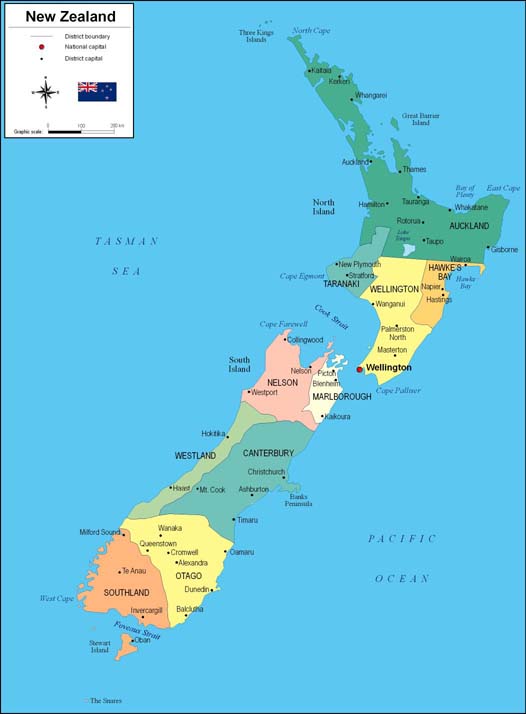 New Zealand
District boundary
National capital
District capital
N
W E
S
Graphic scale
0 100 200 km
Three Kings
Islands
North Cape
Kaitaia
Kerkeri
Whangarei
Great Barrier
Island
Auckland
Thames
North
Island
Hamilton
Tauranga
Bay of
Plenty
East Cape
Whakatane
Rotorua
AUCKLAND
Lake
Taupo
Taupo
Gisborne
TASMAN
SEA
New Plymouth
Stratford
Cape Egmont
TARANAKI
Wairoa
HAWKE'S
BAY
Hawke
Bay
WELLINGTON
Napier
Hastings
Wanganui
Cook Strait
Palmerston
North
Masterton
Wellington
Cape Palliser
Cape Farewell
Collingwood
South
Island
Nelson
NELSON
Picton
Blenheim
Westport
MARLBOROUGH
Kaikoura
Hokitika
WESTLAND
CANTERBURY
Christchurch
Haast
Mt. Cook
Ashburton
Banks
Peninsula
Timaru
Milford Sound
Wanaka
Queenstown
Cromwell
Oamaru
Alexandra
Te Anau
OTAGO
Dunedin
SOUTHLAND
West Cape
Invercargill
Balclutha
Foveaux Strait
Stewart
Island
Oban
The Snares
PACIFIC
OCEAN